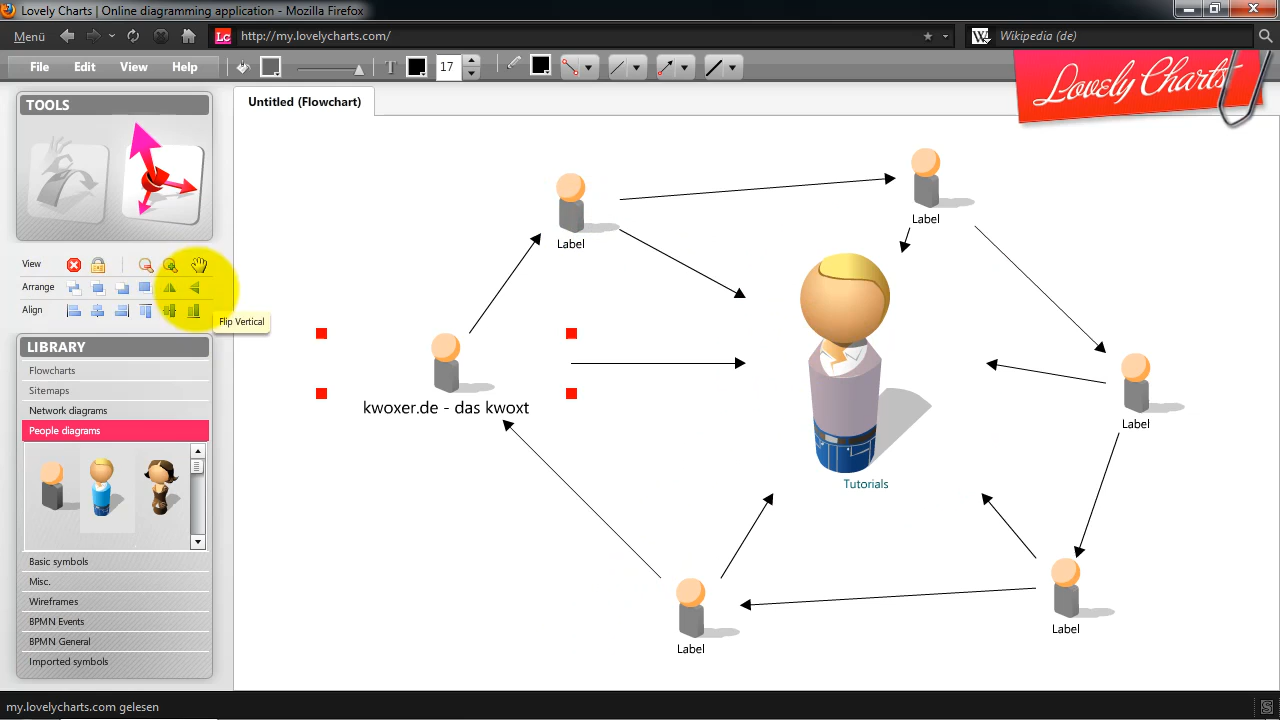 Lovely Charts | Online diagramming application - Mozilla Firefox
Menü
Lc
http://my.lovelycharts.com/
W
Wikipedia (de)
File Edit View Help
T
17
Lovely Charts
TOOLS
Untitled (Flowchart)
View
Arrange
Align
Flip Vertical
LIBRARY
Flowcharts
Sitemaps
Network diagrams
People diagrams
Basic symbols
Misc.
Wireframes
BPMN Events
BPMN General
Imported symbols
Label
Label
kwoxer.de - das kwoxt
Label
Tutorials
Label
Label
my.lovelycharts.com gelesen
S